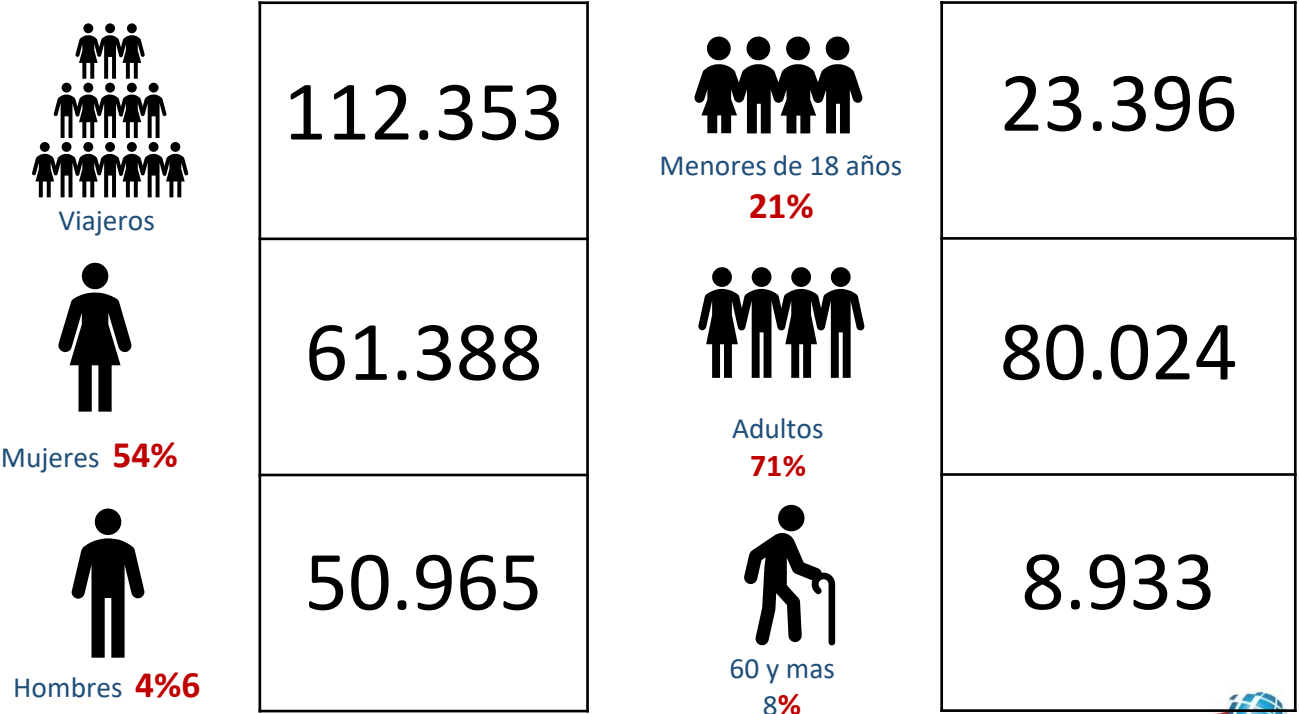 112.353
Viajeros
61.388
Mujeres 54%
50.965
Hombres 4%6
23.396
Menores de 18 años
21%
80.024
Adultos
71%
8.933
60 y mas
8%